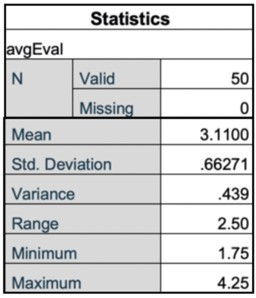 Statistics
avgEval
N Valid 50
Missing 0
Mean 3.1100
Std. Deviation .66271
Variance .439
Range 2.50
Minimum 1.75
Maximum 4.25